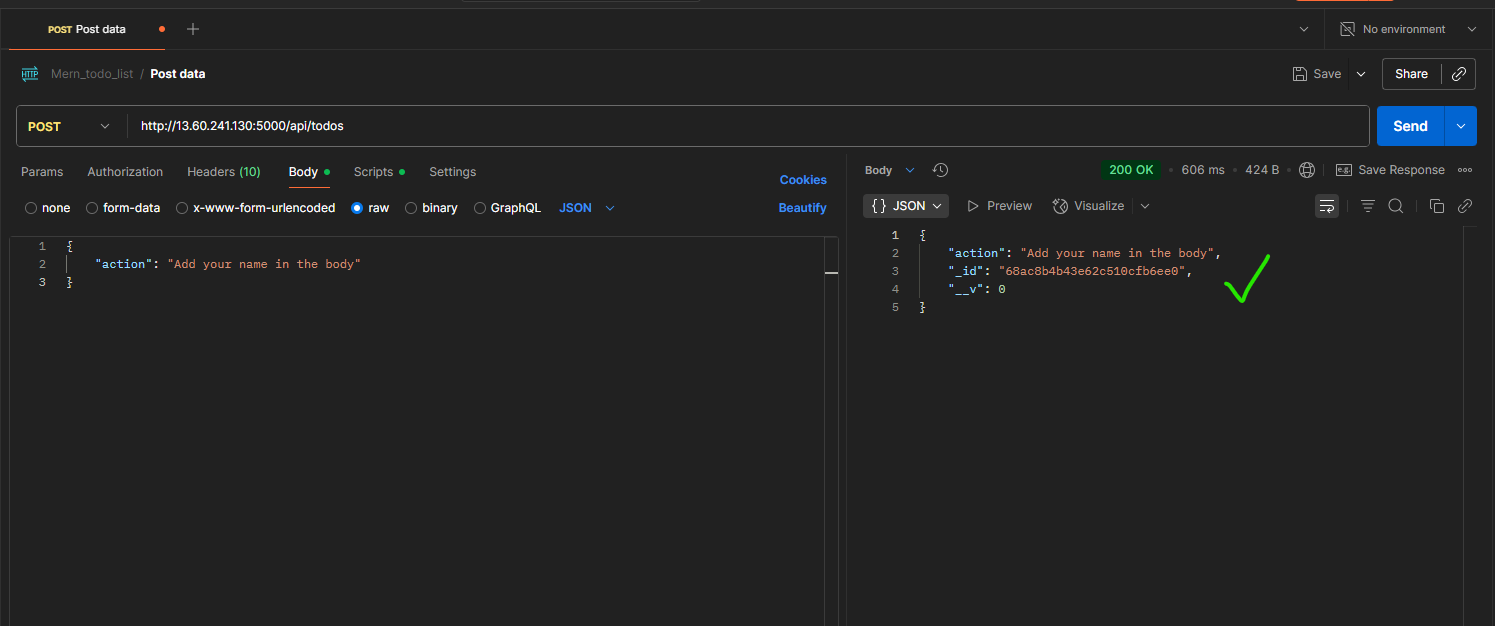 POST Post data
No environment
HTTP Mern_todo_list / Post data
Save
Share
POST http://13.60.241.130:5000/api/todos
Send
Params Authorization Headers (10) Body Scripts Settings
Cookies
Body
200 OK • 606 ms • 424 B
e.g. Save Response
none form-data x-www-form-urlencoded raw binary GraphQL JSON
Beautify
{} JSON Preview Visualize
1 {
2 "action": "Add your name in the body"
3 }
1 {
2 "action": "Add your name in the body",
3 "_id": "68ac8b4b43e62c510cfb6ee0",
4 "__v": 0
5 }